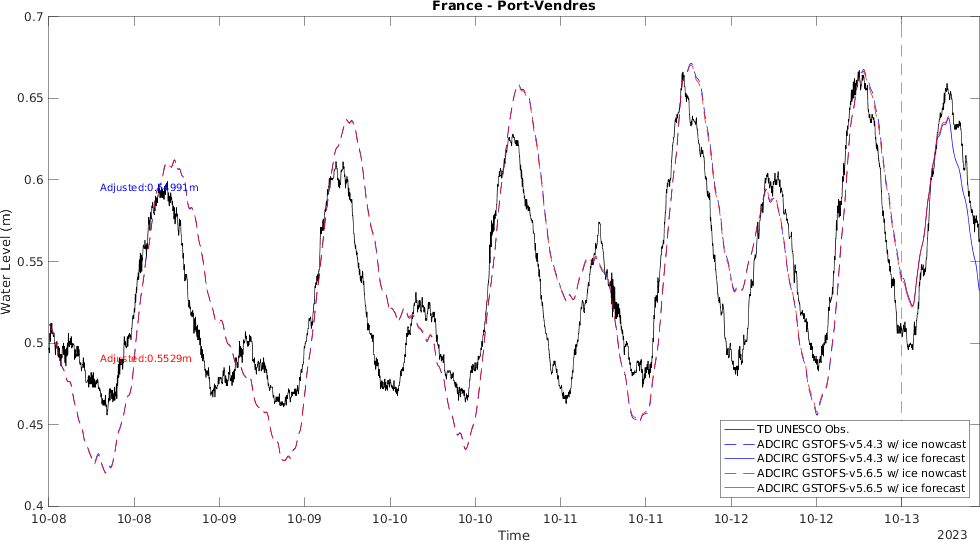 France - Port-Vendres
0.7
0.65
0.6
0.55
0.5
0.45
0.4
Water Level (m)
Adjusted:0.54991m
Adjusted:0.5529m
TD UNESCO Obs.
ADCIRC GSTOFS-v5.4.3 w/ ice nowcast
ADCIRC GSTOFS-v5.4.3 w/ ice forecast
ADCIRC GSTOFS-v5.6.5 w/ ice nowcast
ADCIRC GSTOFS-v5.6.5 w/ ice forecast
10-08 10-08 10-09 10-09 10-10 10-10 10-11 10-11 10-12 10-12 10-13
Time
2023